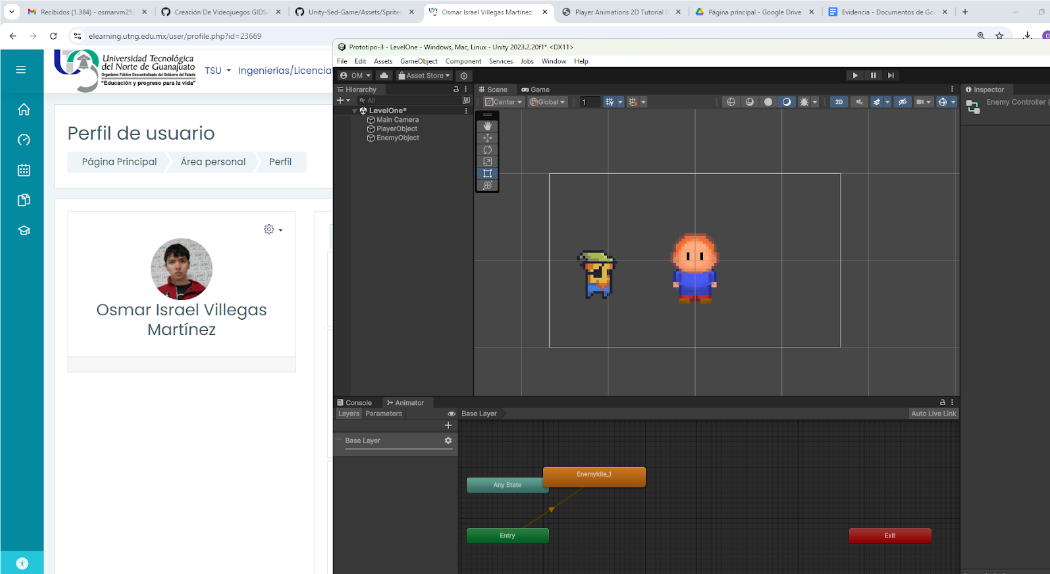 Recibidos (1.384) - osmarvm25
Creación De Videojuegos GIDS
Unity-Sed-Game/Assets/Sprites
Osmar Israel Villegas Martínez:
Player Animations 2D Tutorial
Página principal - Google Drive
Evidencia - Documentos de Go
elearning.utng.edu.mx/user/profile.php?id=23669
Universidad Tecnológica
del Norte de Guanajuato
Organismo Público Descentralizado del Gobierno del Estado
"Educación y progreso para la vida"
TSU
Ingenierías/Licencia
Perfil de usuario
Página Principal
Área personal
Perfil
Osmar Israel Villegas
Martínez
Prototipo-3 - LevelOne - Windows, Mac, Linux - Unity 2023.2.20f1* <DX11>
File Edit Assets GameObject Component Services Jobs Window Help
OM
Asset Store
Hierarchy
All
LevelOne*
Main Camera
PlayerObject
EnemyObject
Scene
Game
Center
Global
1
2D
Inspector
Enemy Controller (
Console
Animator
Layers Parameters
Base Layer
Auto Live Link
Base Layer
EnemyIdle_1
Any State
Entry
Exit